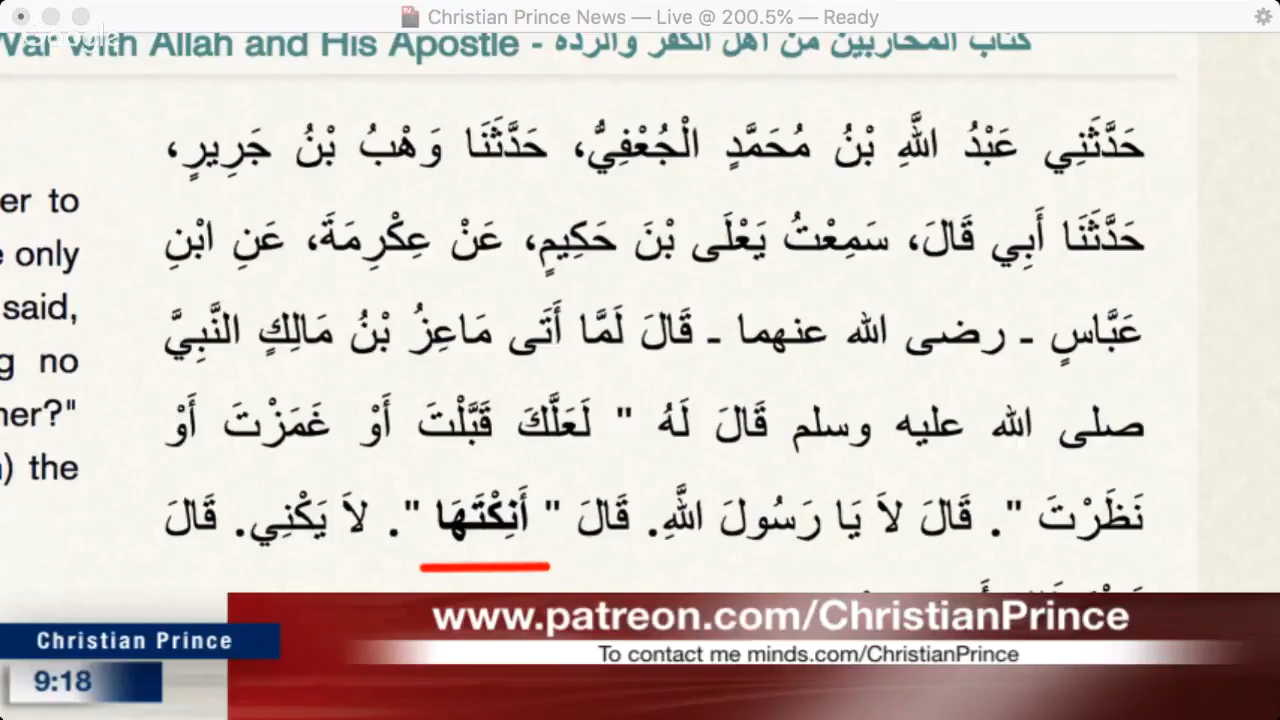 Christian Prince News — Live @ 200.5% — Ready
Google
War with Allah and His Apostle - كتاب المحاربين من أهل الكفر والرده
حَدَّثَنِي عَبْدُ اللَّهِ بْنُ مُحَمَّدٍ الْجُعْفِيُّ، حَدَّثَنَا وَهْبُ بْنُ جَرِيرٍ،
حَدَّثَنَا أَبِي قَالَ، سَمِعْتُ يَعْلَى بْنَ حَكِيمٍ، عَنْ عِكْرِمَةَ، عَنِ ابْنِ
عَبَّاسٍ ـ رضى الله عنهما ـ قَالَ لَمَّا أَتَى مَاعِزُ بْنُ مَالِكٍ النَّبِيَّ
صلى الله عليه وسلم قَالَ لَهُ " لَعَلَّكَ قَبَّلْتَ أَوْ غَمَزْتَ أَوْ
نَظَرْتَ ". قَالَ لاَ يَا رَسُولَ اللَّهِ. قَالَ " أَنِكْتَهَا ". لاَ يَكْنِي. قَالَ
er to
only
said,
g no
her?"
) the
www.patreon.com/ChristianPrince
To contact me minds.com/ChristianPrince
Christian Prince
9:18